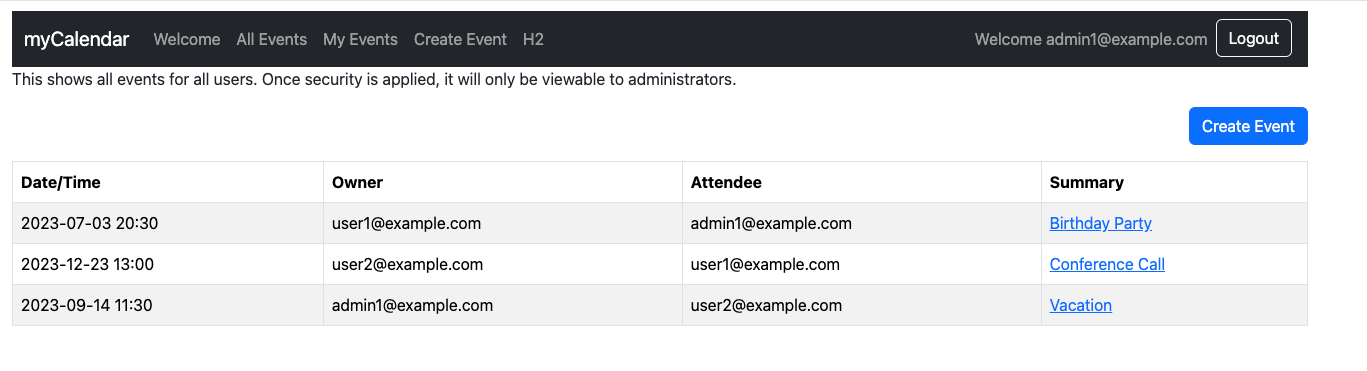 myCalendar Welcome All Events My Events Create Event H2 Welcome admin1@example.com Logout
This shows all events for all users. Once security is applied, it will only be viewable to administrators.
Create Event
Date/Time Owner Attendee Summary
2023-07-03 20:30 user1@example.com admin1@example.com Birthday Party
2023-12-23 13:00 user2@example.com user1@example.com Conference Call
2023-09-14 11:30 admin1@example.com user2@example.com Vacation